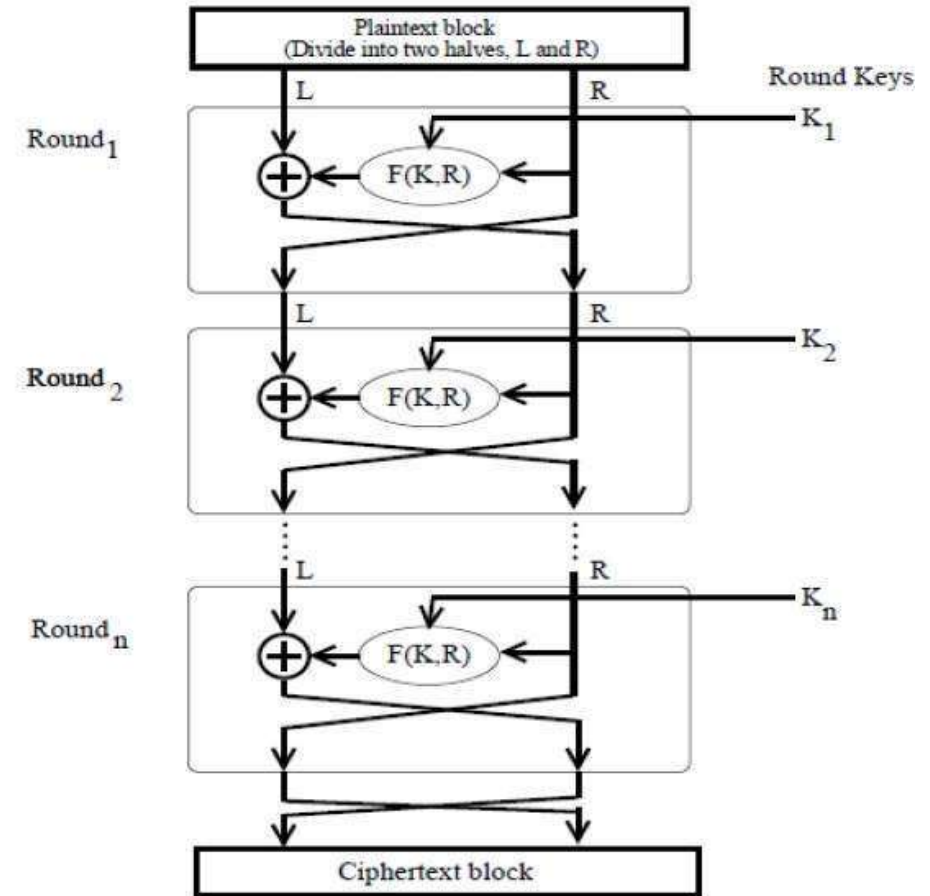 Plaintext block
(Divide into two halves, L and R)
Round Keys
L
R
K1
Round1
F(K,R)
L
R
K2
Round2
F(K,R)
L
R
Kn
Roundn
F(K,R)
Ciphertext block